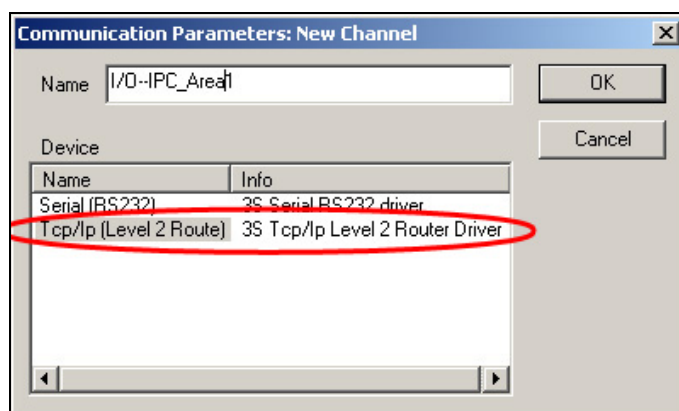 Communication Parameters: New Channel
Name I/O--IPC_Area1 OK
Cancel
Device
Name Info
Serial (RS232) 3S Serial RS232 driver
Tcp/Ip (Level 2 Route) 3S Tcp/Ip Level 2 Router Driver